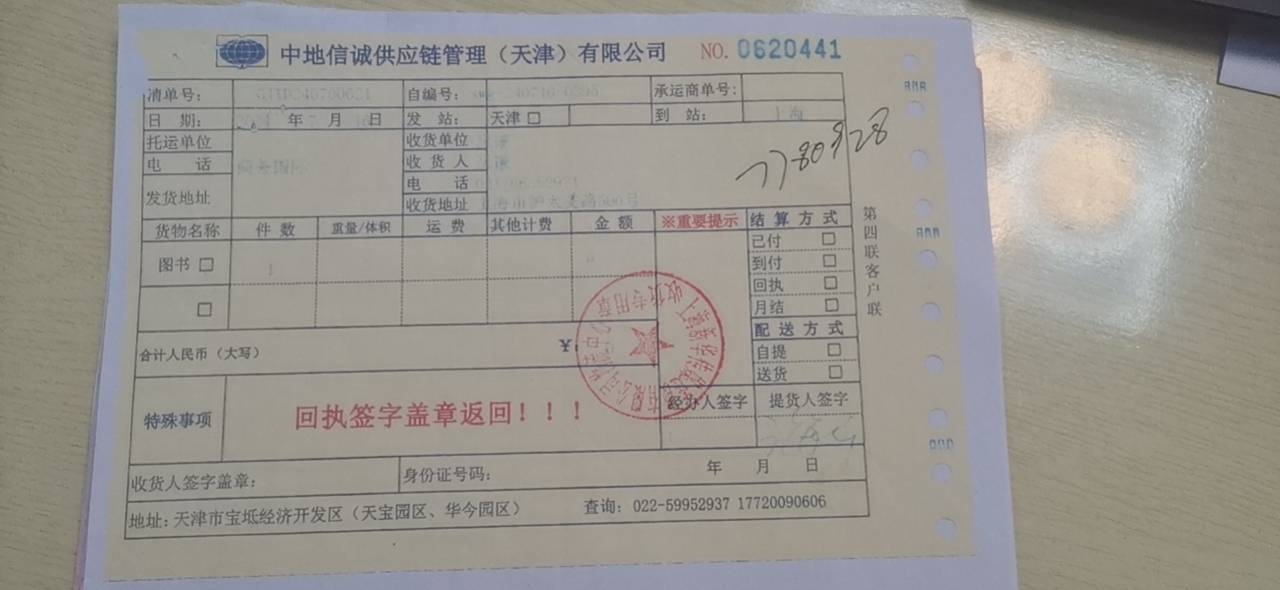 中地信诚供应链管理（天津）有限公司 NO. 0620441
清单号： 自编号： 承运商单号：
日 期： 年 月 日 发 站： 天津 □ 到 站： 上海
托运单位 收货单位
电 话 收 货 人
电 话
发货地址 收货地址
货物名称 件 数 重量/体积 运 费 其他计费 金 额 ※重要提示 结 算 方 式
已付 □
图书 □ 1 到付 □
回执 □
□ 月结 □
配 送 方 式
合计人民币（大写） ¥ 自提 □
送货 □
特殊事项 回执签字盖章返回！！！ 经办人签字 提货人签字
收货人签字盖章： 身份证号码： 年 月 日
地址：天津市宝坻经济开发区（天宝园区、华今园区） 查询：022-59952937 17720090606
第四联客户联
收货专用章